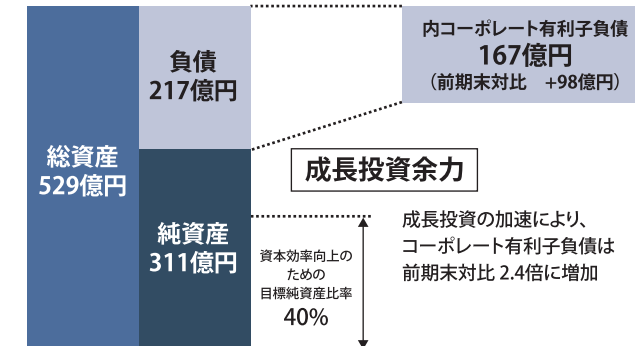 総資産
529億円
負債
217億円
純資産
311億円
内コーポレート有利子負債
167億円
（前期末対比　+98億円）
成長投資余力
資本効率向上の
ための
目標純資産比率
40%
成長投資の加速により、
コーポレート有利子負債は
前期末対比 2.4倍に増加